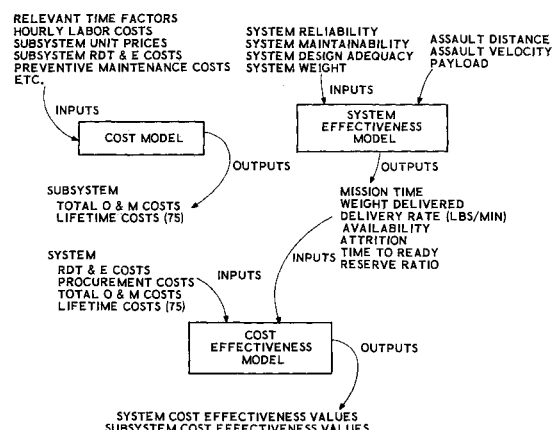 RELEVANT TIME FACTORS
HOURLY LABOR COSTS
SUBSYSTEM UNIT PRICES
SUBSYSTEM RDT & E COSTS
PREVENTIVE MAINTENANCE COSTS
ETC.
INPUTS
COST MODEL
OUTPUTS
SUBSYSTEM
TOTAL O & M COSTS
LIFETIME COSTS (75)
SYSTEM RELIABILITY
SYSTEM MAINTAINABILITY
SYSTEM DESIGN ADEQUACY
SYSTEM WEIGHT
ASSAULT DISTANCE
ASSAULT VELOCITY
PAYLOAD
INPUTS
SYSTEM
EFFECTIVENESS
MODEL
OUTPUTS
MISSION TIME
WEIGHT DELIVERED
DELIVERY RATE (LBS/MIN)
AVAILABILITY
ATTRITION
TIME TO READY
RESERVE RATIO
INPUTS
SYSTEM
RDT & E COSTS
PROCUREMENT COSTS
TOTAL O & M COSTS
LIFETIME COSTS (75)
INPUTS
COST
EFFECTIVENESS
MODEL
OUTPUTS
SYSTEM COST EFFECTIVENESS VALUES
SUBSYSTEM COST EFFECTIVENESS VALUES